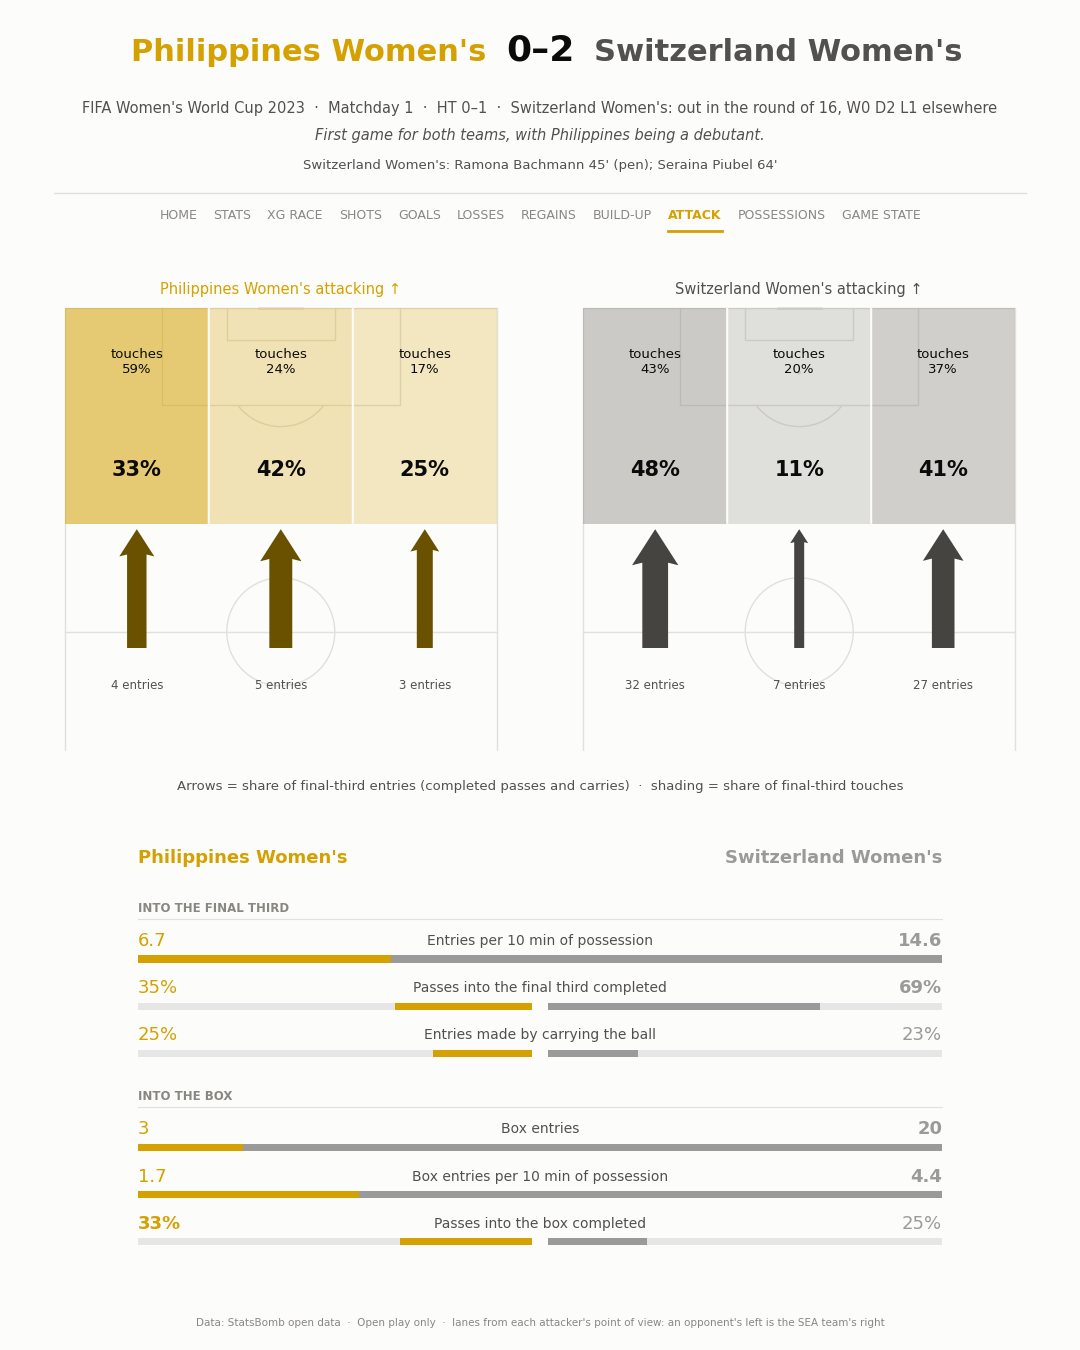 Philippines Women's 0–2 Switzerland Women's
FIFA Women's World Cup 2023 · Matchday 1 · HT 0–1 · Switzerland Women's: out in the round of 16, W0 D2 L1 elsewhere
First game for both teams, with Philippines being a debutant.
Switzerland Women's: Ramona Bachmann 45' (pen); Seraina Piubel 64'
HOME STATS XG RACE SHOTS GOALS LOSSES REGAINS BUILD-UP ATTACK POSSESSIONS GAME STATE
Philippines Women's attacking ↑
touches touches touches
59% 24% 17%
33% 42% 25%
4 entries 5 entries 3 entries
Switzerland Women's attacking ↑
touches touches touches
43% 20% 37%
48% 11% 41%
32 entries 7 entries 27 entries
Arrows = share of final-third entries (completed passes and carries) · shading = share of final-third touches
Philippines Women's Switzerland Women's
INTO THE FINAL THIRD
6.7 Entries per 10 min of possession 14.6
35% Passes into the final third completed 69%
25% Entries made by carrying the ball 23%
INTO THE BOX
3 Box entries 20
1.7 Box entries per 10 min of possession 4.4
33% Passes into the box completed 25%
Data: StatsBomb open data · Open play only · lanes from each attacker's point of view: an opponent's left is the SEA team's right